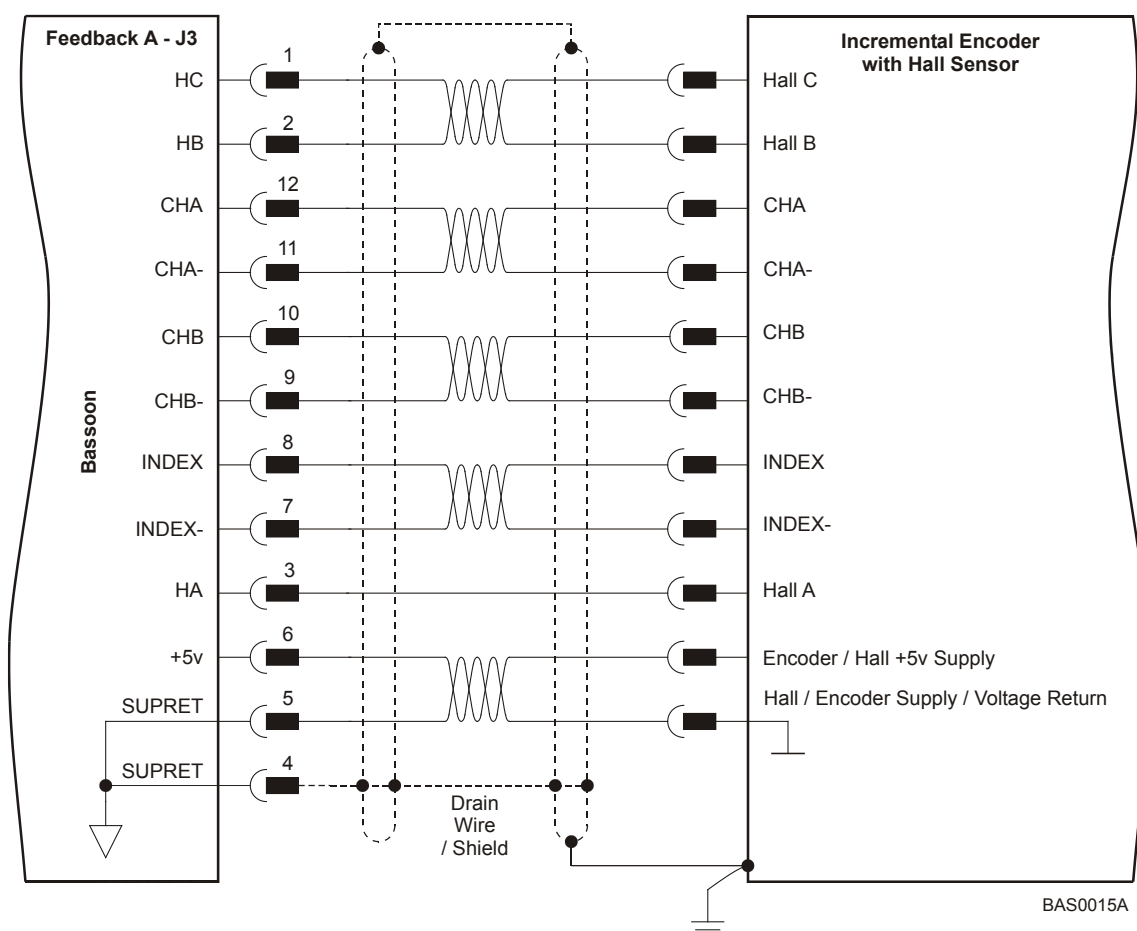 Feedback A - J3
Incremental Encoder
with Hall Sensor
HC
1
Hall C
HB
2
Hall B
CHA
12
CHA
CHA-
11
CHA-
CHB
10
CHB
CHB-
9
CHB-
Bassoon
INDEX
8
INDEX
INDEX-
7
INDEX-
HA
3
Hall A
+5v
6
Encoder / Hall +5v Supply
SUPRET
5
Hall / Encoder Supply / Voltage Return
SUPRET
4
Drain
Wire
/ Shield
BAS0015A